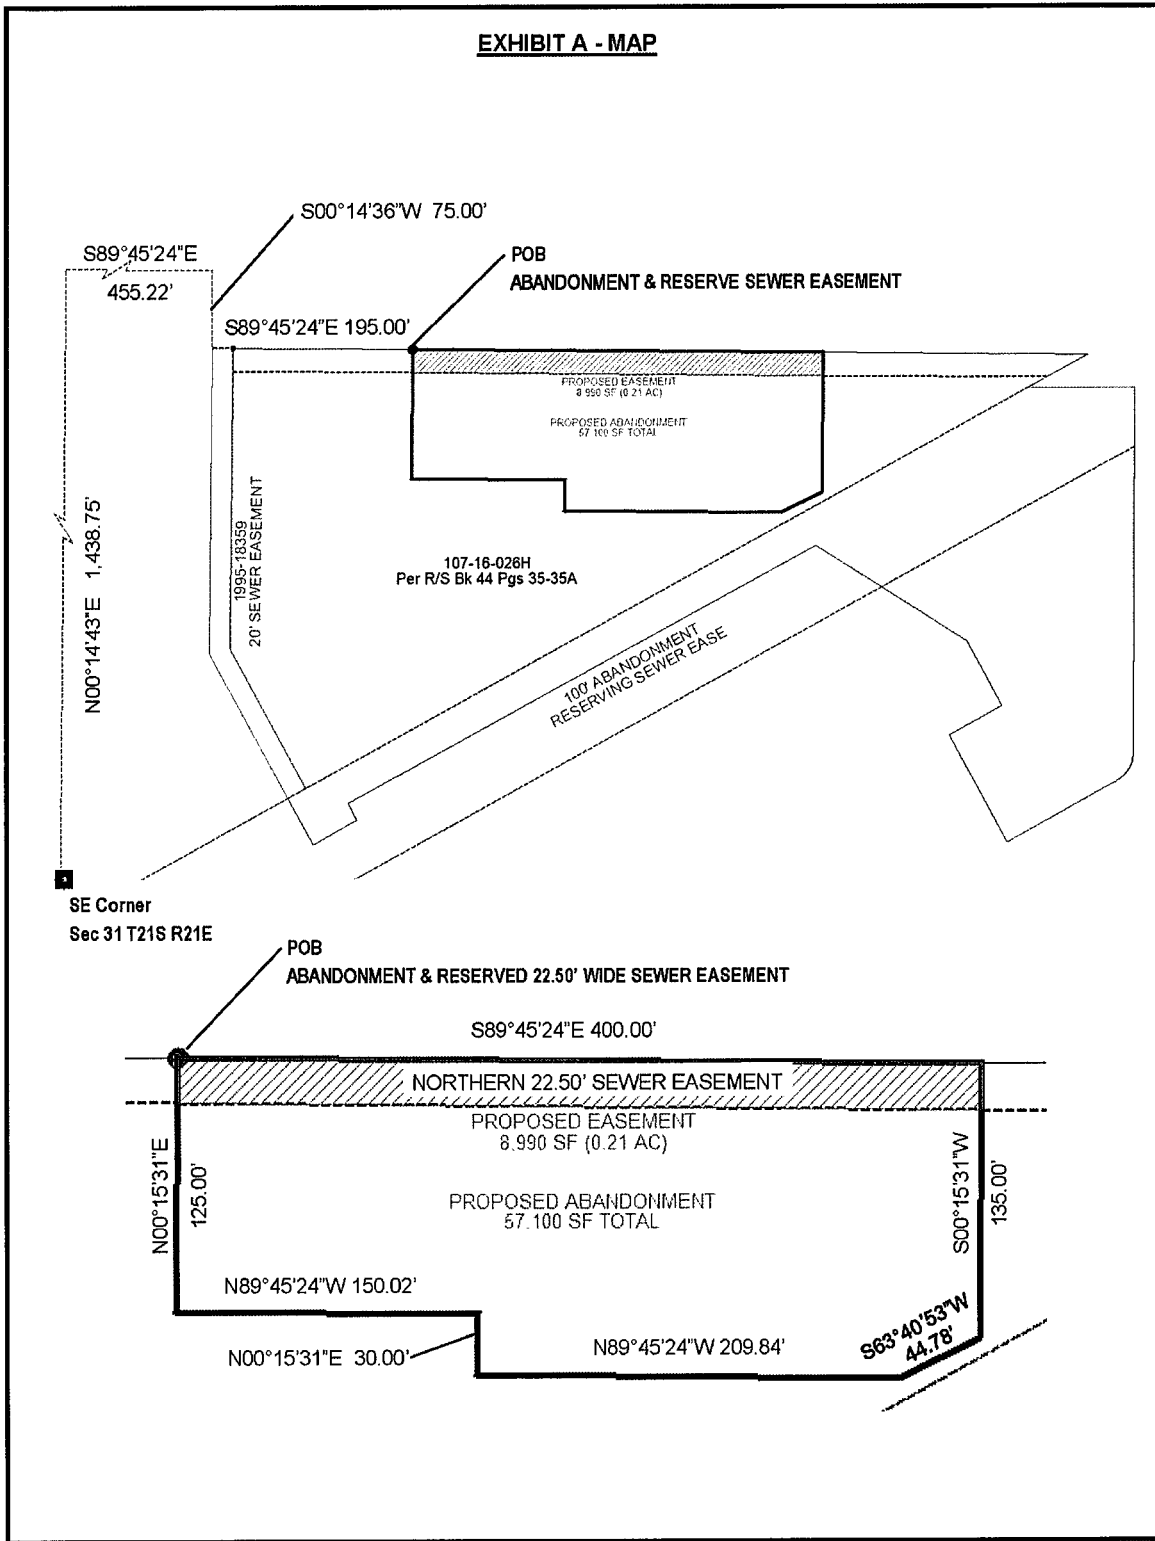 EXHIBIT A - MAP
S00°14'36"W 75.00'
S89°45'24"E
455.22'
POB
ABANDONMENT & RESERVE SEWER EASEMENT
S89°45'24"E 195.00'
PROPOSED EASEMENT
8.990 SF (0.21 AC)
PROPOSED ABANDONMENT
57.100 SF TOTAL
N00°14'43"E 1,438.75'
1995-18359
20' SEWER EASEMENT
107-16-026H
Per R/S Bk 44 Pgs 35-35A
100' ABANDONMENT
RESERVING SEWER EASE
SE Corner
Sec 31 T21S R21E
POB
ABANDONMENT & RESERVED 22.50' WIDE SEWER EASEMENT
S89°45'24"E 400.00'
NORTHERN 22.50' SEWER EASEMENT
PROPOSED EASEMENT
8.990 SF (0.21 AC)
N00°15'31"E
125.00'
S00°15'31"W
135.00'
PROPOSED ABANDONMENT
57.100 SF TOTAL
N89°45'24"W 150.02'
N00°15'31"E 30.00'
N89°45'24"W 209.84'
S63°40'53"W
44.78'